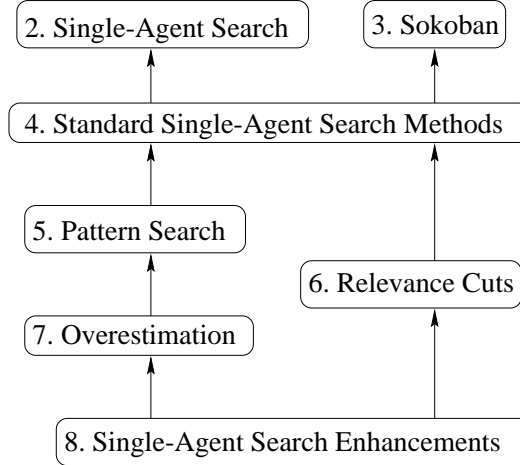 2. Single-Agent Search
3. Sokoban
4. Standard Single-Agent Search Methods
5. Pattern Search
6. Relevance Cuts
7. Overestimation
8. Single-Agent Search Enhancements